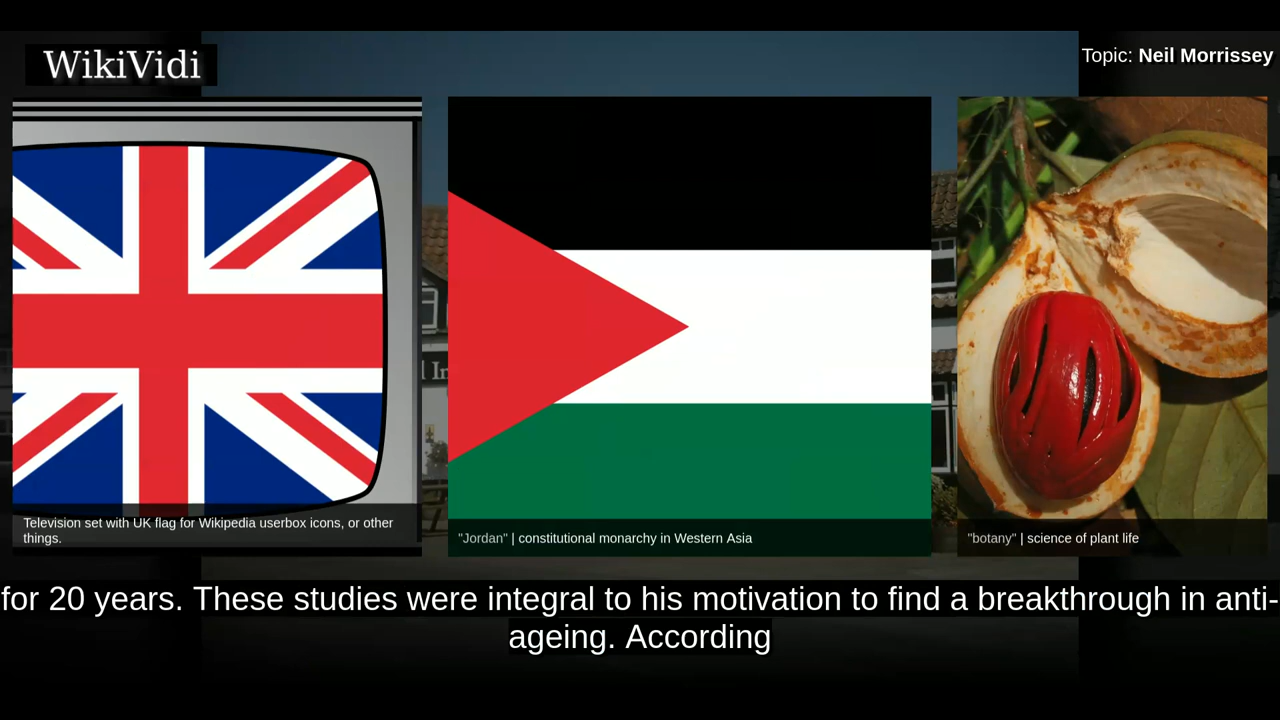 WikiVidi
Topic: Neil Morrissey
Television set with UK flag for Wikipedia userbox icons, or other
things.
"Jordan" | constitutional monarchy in Western Asia
"botany" | science of plant life
for 20 years. These studies were integral to his motivation to find a breakthrough in anti-
ageing. According